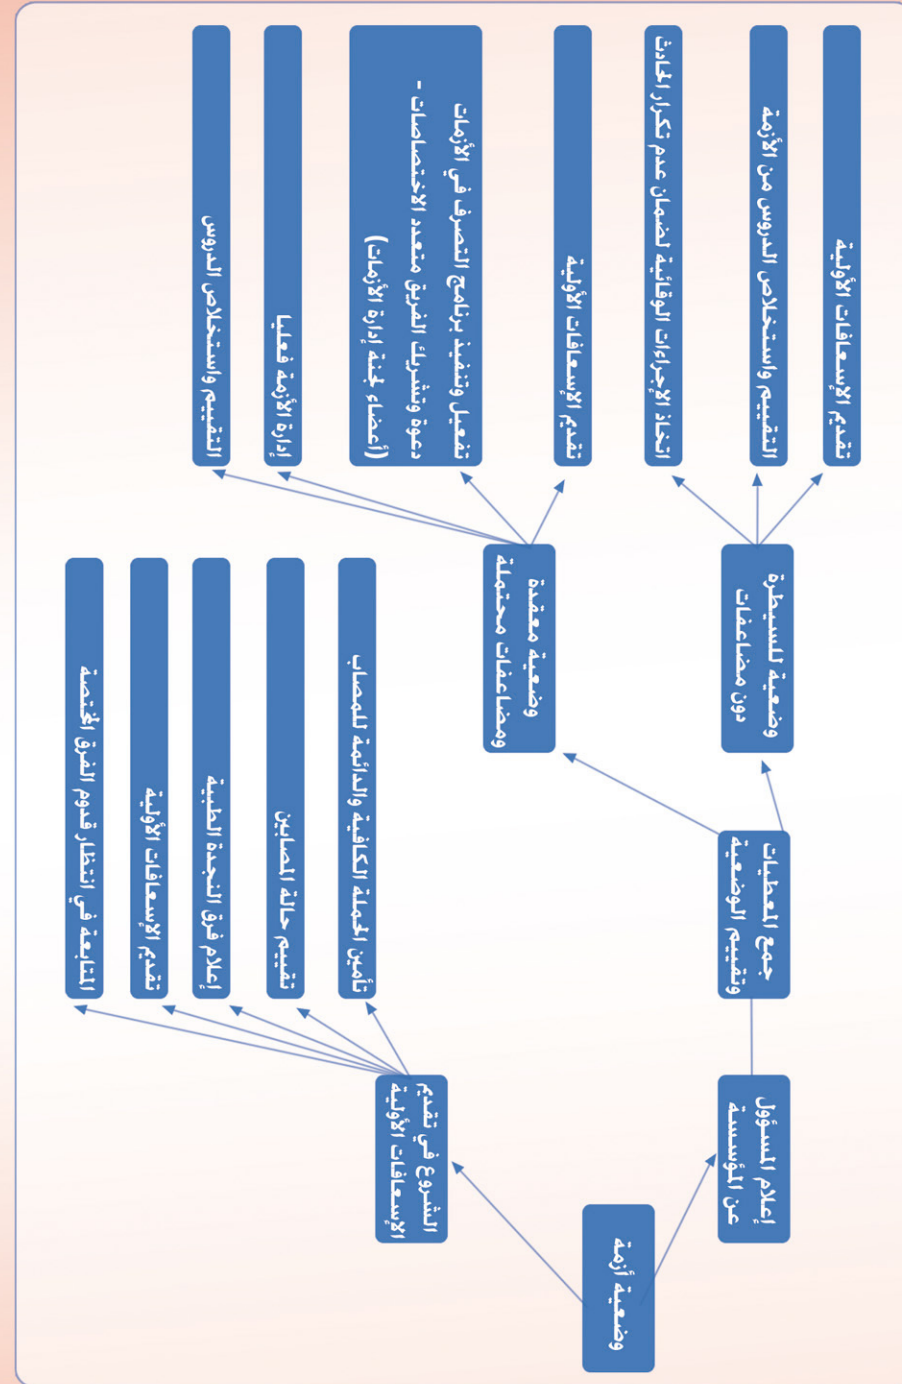 وضعية أزمة
إعلام المسؤول
عن المؤسسة
جمع المعطيات
وتقييم الوضعية
وضعية للسيطرة
دون مضاعفات
تقديم الإسعافات الأولية
التقييم واستخلاص الدروس من الأزمة
اتخاذ الإجراءات الوقائية لضمان عدم تكرار الحادث
وضعية معقدة
ومضاعفات محتملة
تقديم الإسعافات الأولية
تفعيل وتنفيذ برنامج التصرف في الأزمات
دعوة وتشريك الفريق متعدد الاختصاصات -
(أعضاء لجنة إدارة الأزمات)
إدارة الأزمة فعليا
التقييم واستخلاص الدروس
الشروع في تقديم
الإسعافات الأولية
تأمين الحملة الكافية والدائمة للمصاب
تقييم حالة المصابين
إعلام فرق النجدة الطبية
تقديم الإسعافات الأولية
المتابعة في انتظار قدوم الفرق المختصة